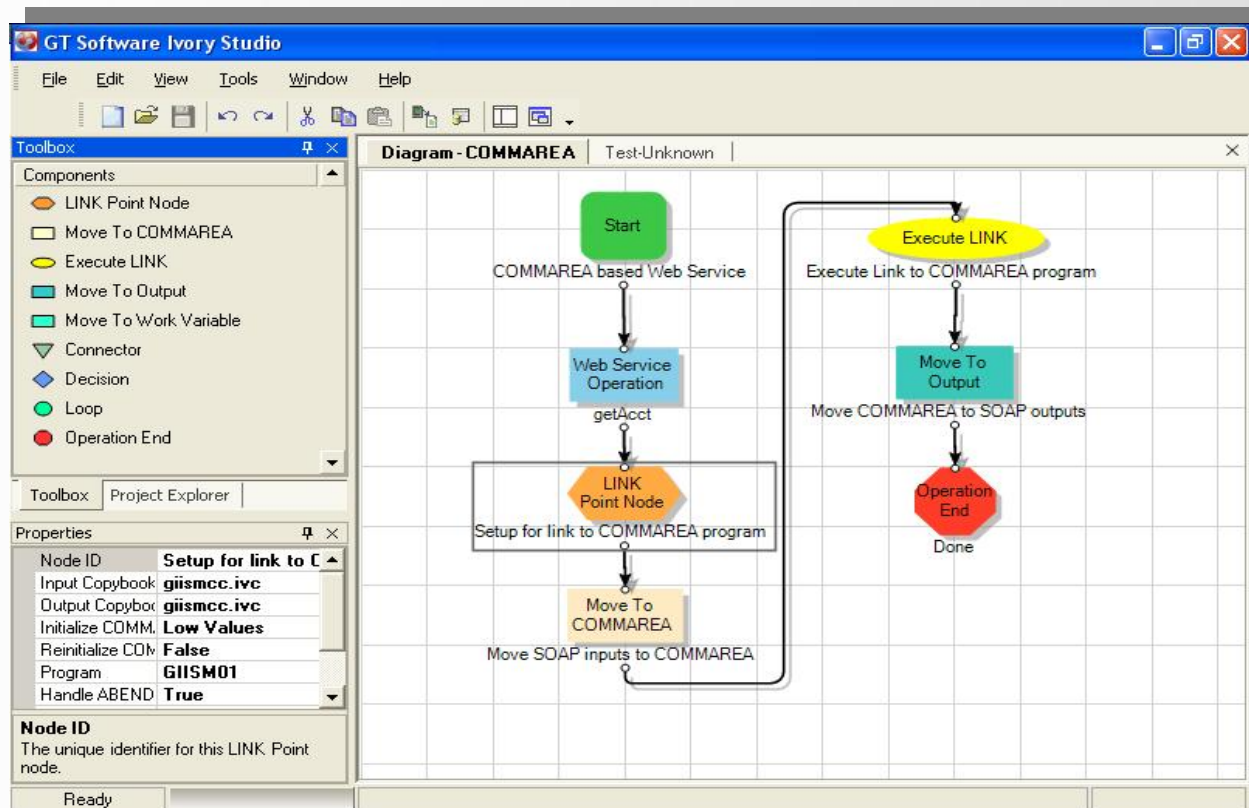 GT Software Ivory Studio
File Edit View Tools Window Help
Toolbox
Components
LINK Point Node
Move To COMMAREA
Execute LINK
Move To Output
Move To Work Variable
Connector
Decision
Loop
Operation End
Toolbox Project Explorer
Properties
Node ID Setup for link to C
Input Copybook giismcc.ivc
Output Copybo giismcc.ivc
Initialize COMM. Low Values
Reinitialize COM False
Program GIISM01
Handle ABEND True
Node ID
The unique identifier for this LINK Point
node.
Ready
Diagram - COMMAREA Test-Unknown
Start
COMMAREA based Web Service
Web Service
Operation
getAcct
LINK
Point Node
Setup for link to COMMAREA program
Move To
COMMAREA
Move SOAP inputs to COMMAREA
Execute LINK
Execute Link to COMMAREA program
Move To
Output
Move COMMAREA to SOAP outputs
Operation
End
Done